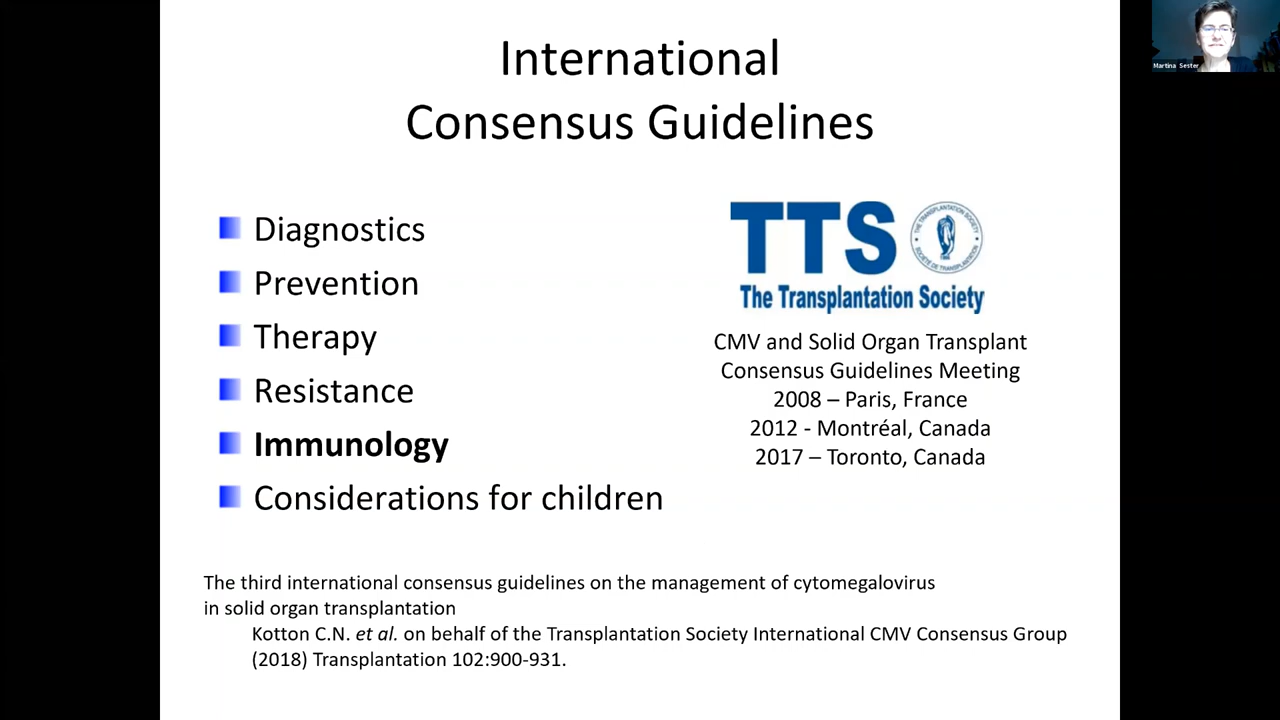 International
Consensus Guidelines
Diagnostics
Prevention
Therapy
Resistance
Immunology
Considerations for children
TTS
The Transplantation Society
CMV and Solid Organ Transplant
Consensus Guidelines Meeting
2008 – Paris, France
2012 - Montréal, Canada
2017 – Toronto, Canada
The third international consensus guidelines on the management of cytomegalovirus
in solid organ transplantation
Kotton C.N. et al. on behalf of the Transplantation Society International CMV Consensus Group
(2018) Transplantation 102:900-931.
Martina Sester